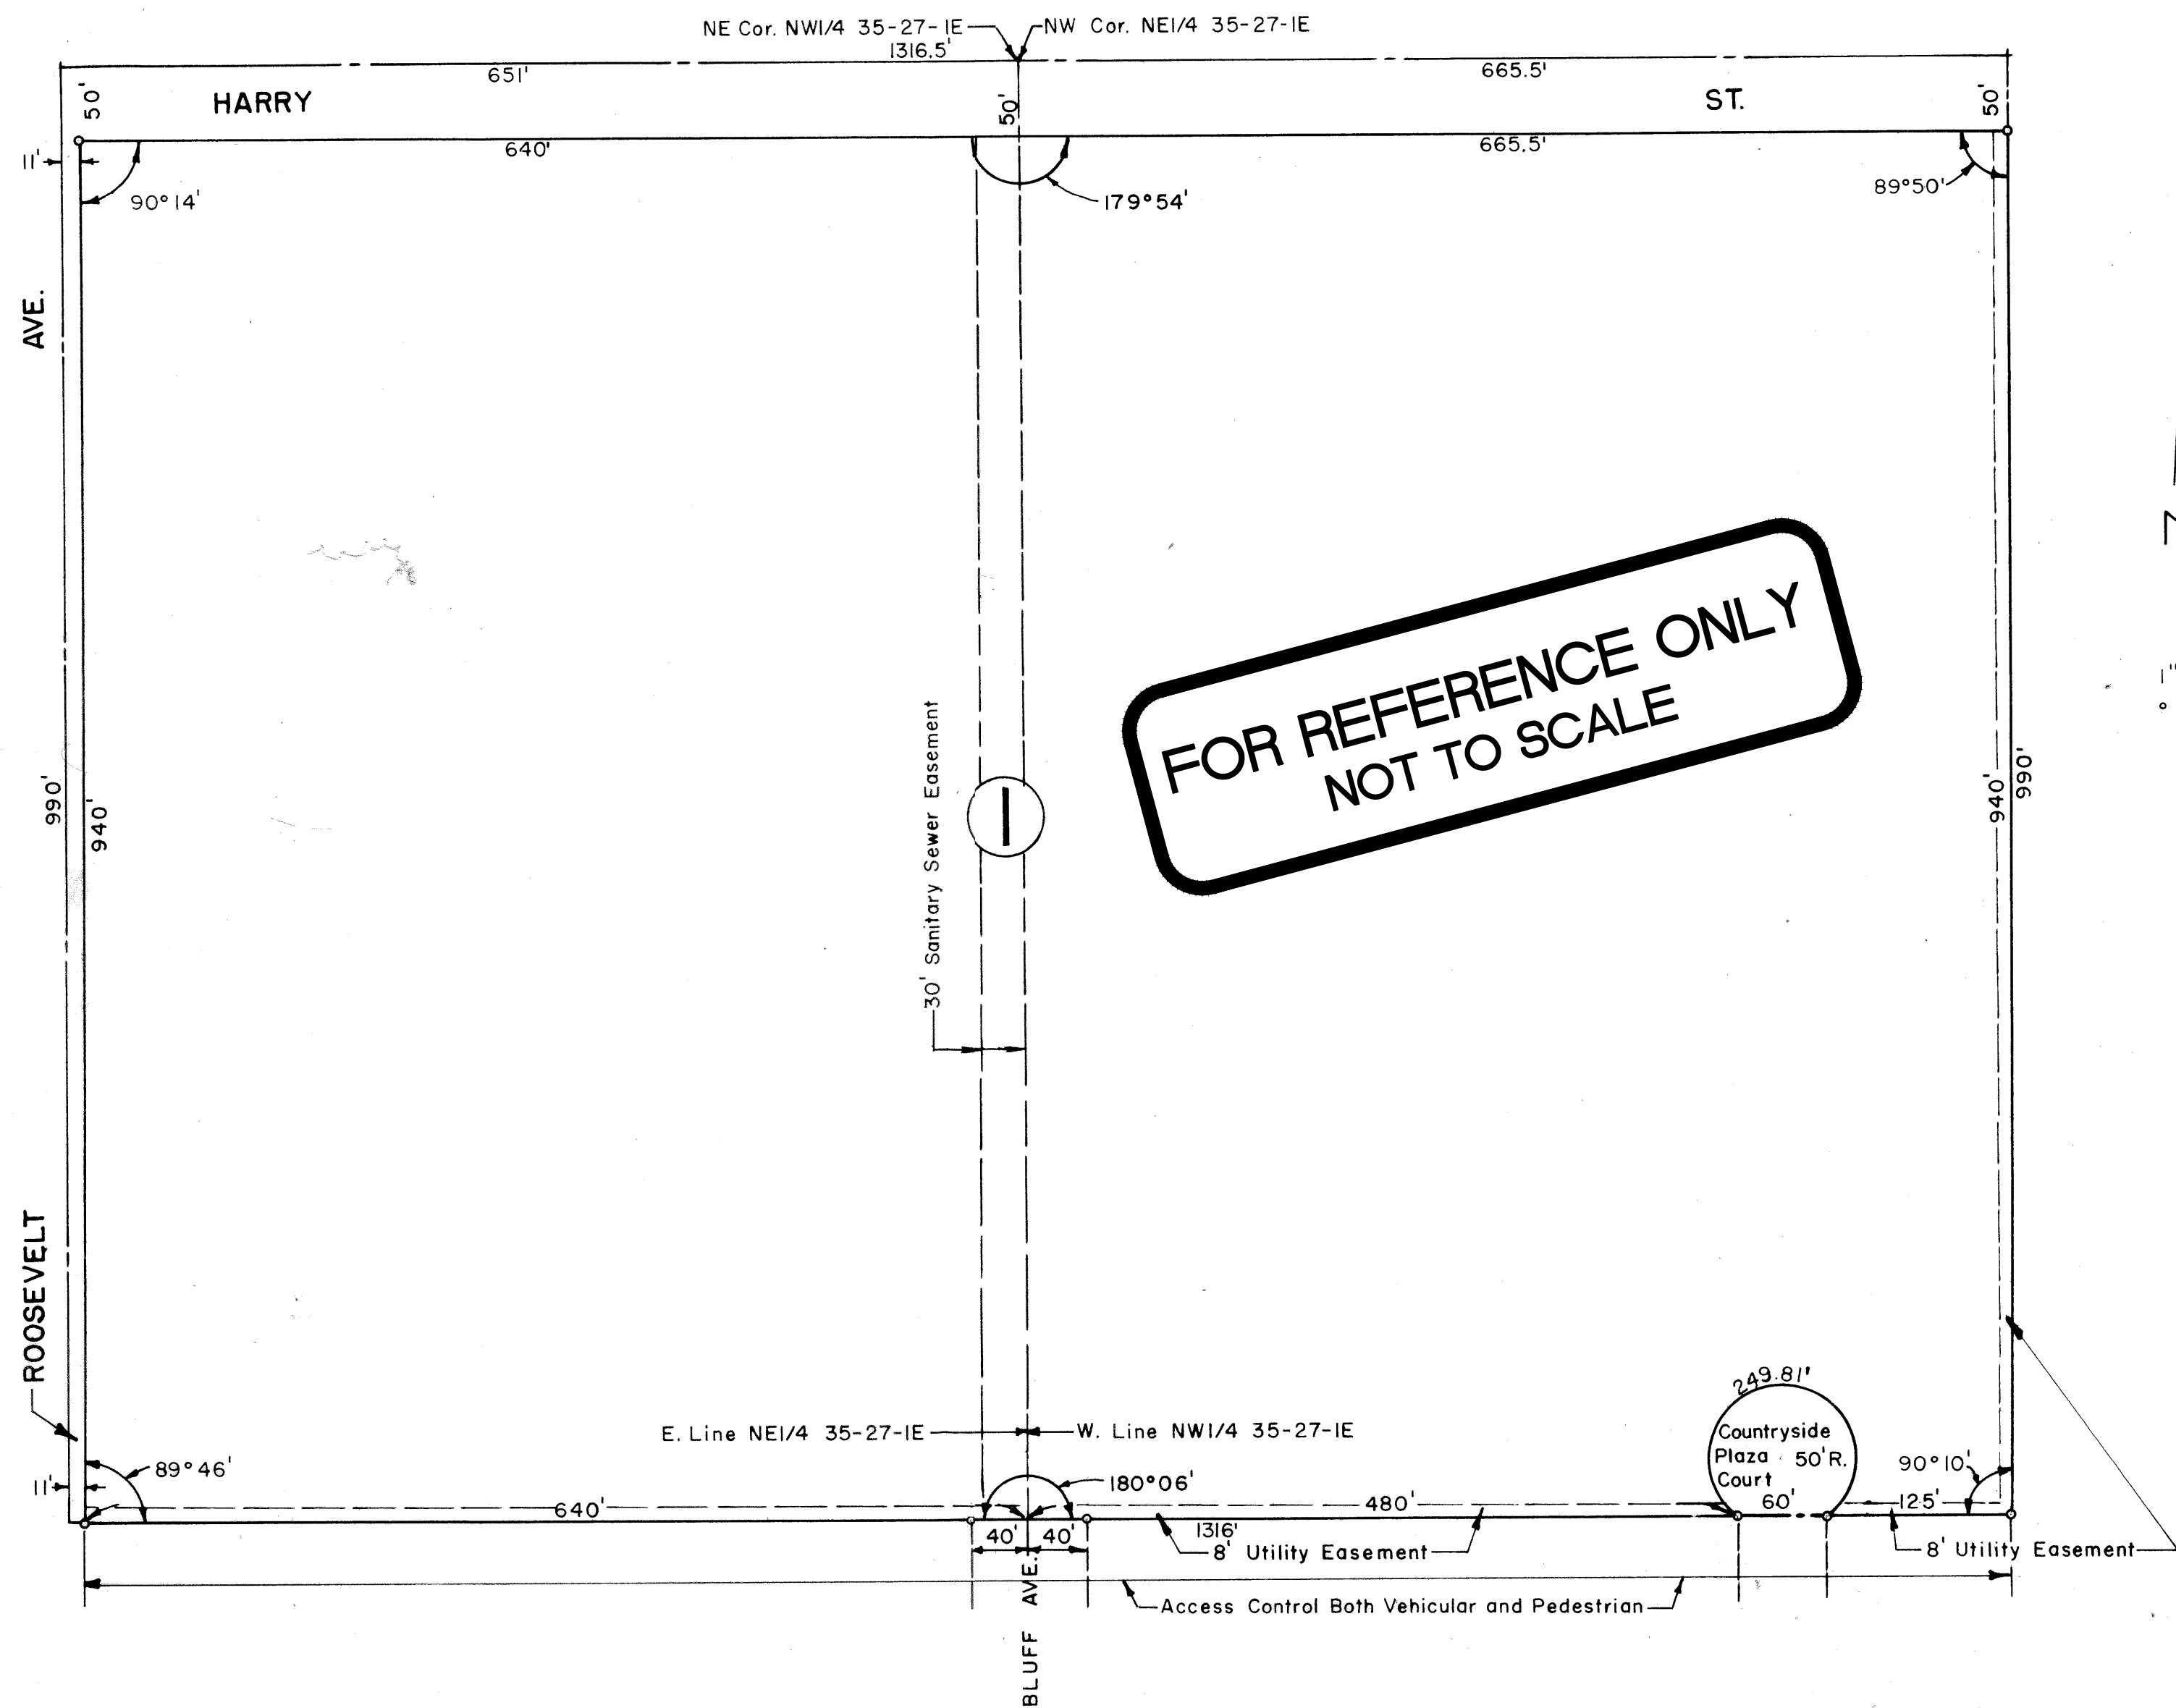 NE Cor. NW1/4 35-27-1E
NW Cor. NE1/4 35-27-1E
1316.5'
651'
665.5'
50'
HARRY
50'
ST.
50'
640'
665.5'
11'
90°14'
179°54'
89°50'
AVE.
FOR REFERENCE ONLY
NOT TO SCALE
30' Sanitary Sewer Easement
1
990'
940'
940'
990'
ROOSEVELT
249.81'
E. Line NE1/4 35-27-1E
W. Line NW1/4 35-27-1E
Countryside
Plaza 50'R.
Court
89°46'
180°06'
90°10'
11'
640'
480'
60'
125'
40'
40'
1316'
8' Utility Easement
8' Utility Easement
Access Control Both Vehicular and Pedestrian
BLUFF AVE.